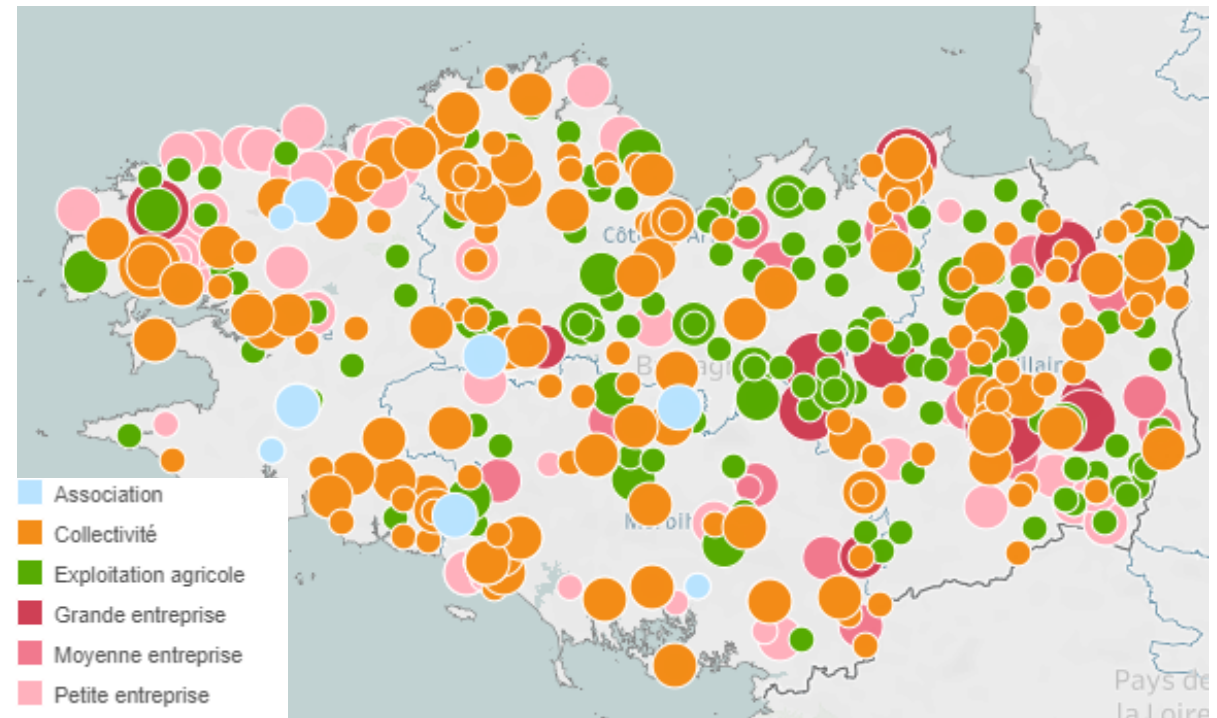 Association
Collectivité
Exploitation agricole
Grande entreprise
Moyenne entreprise
Petite entreprise
Pays de
la Loire